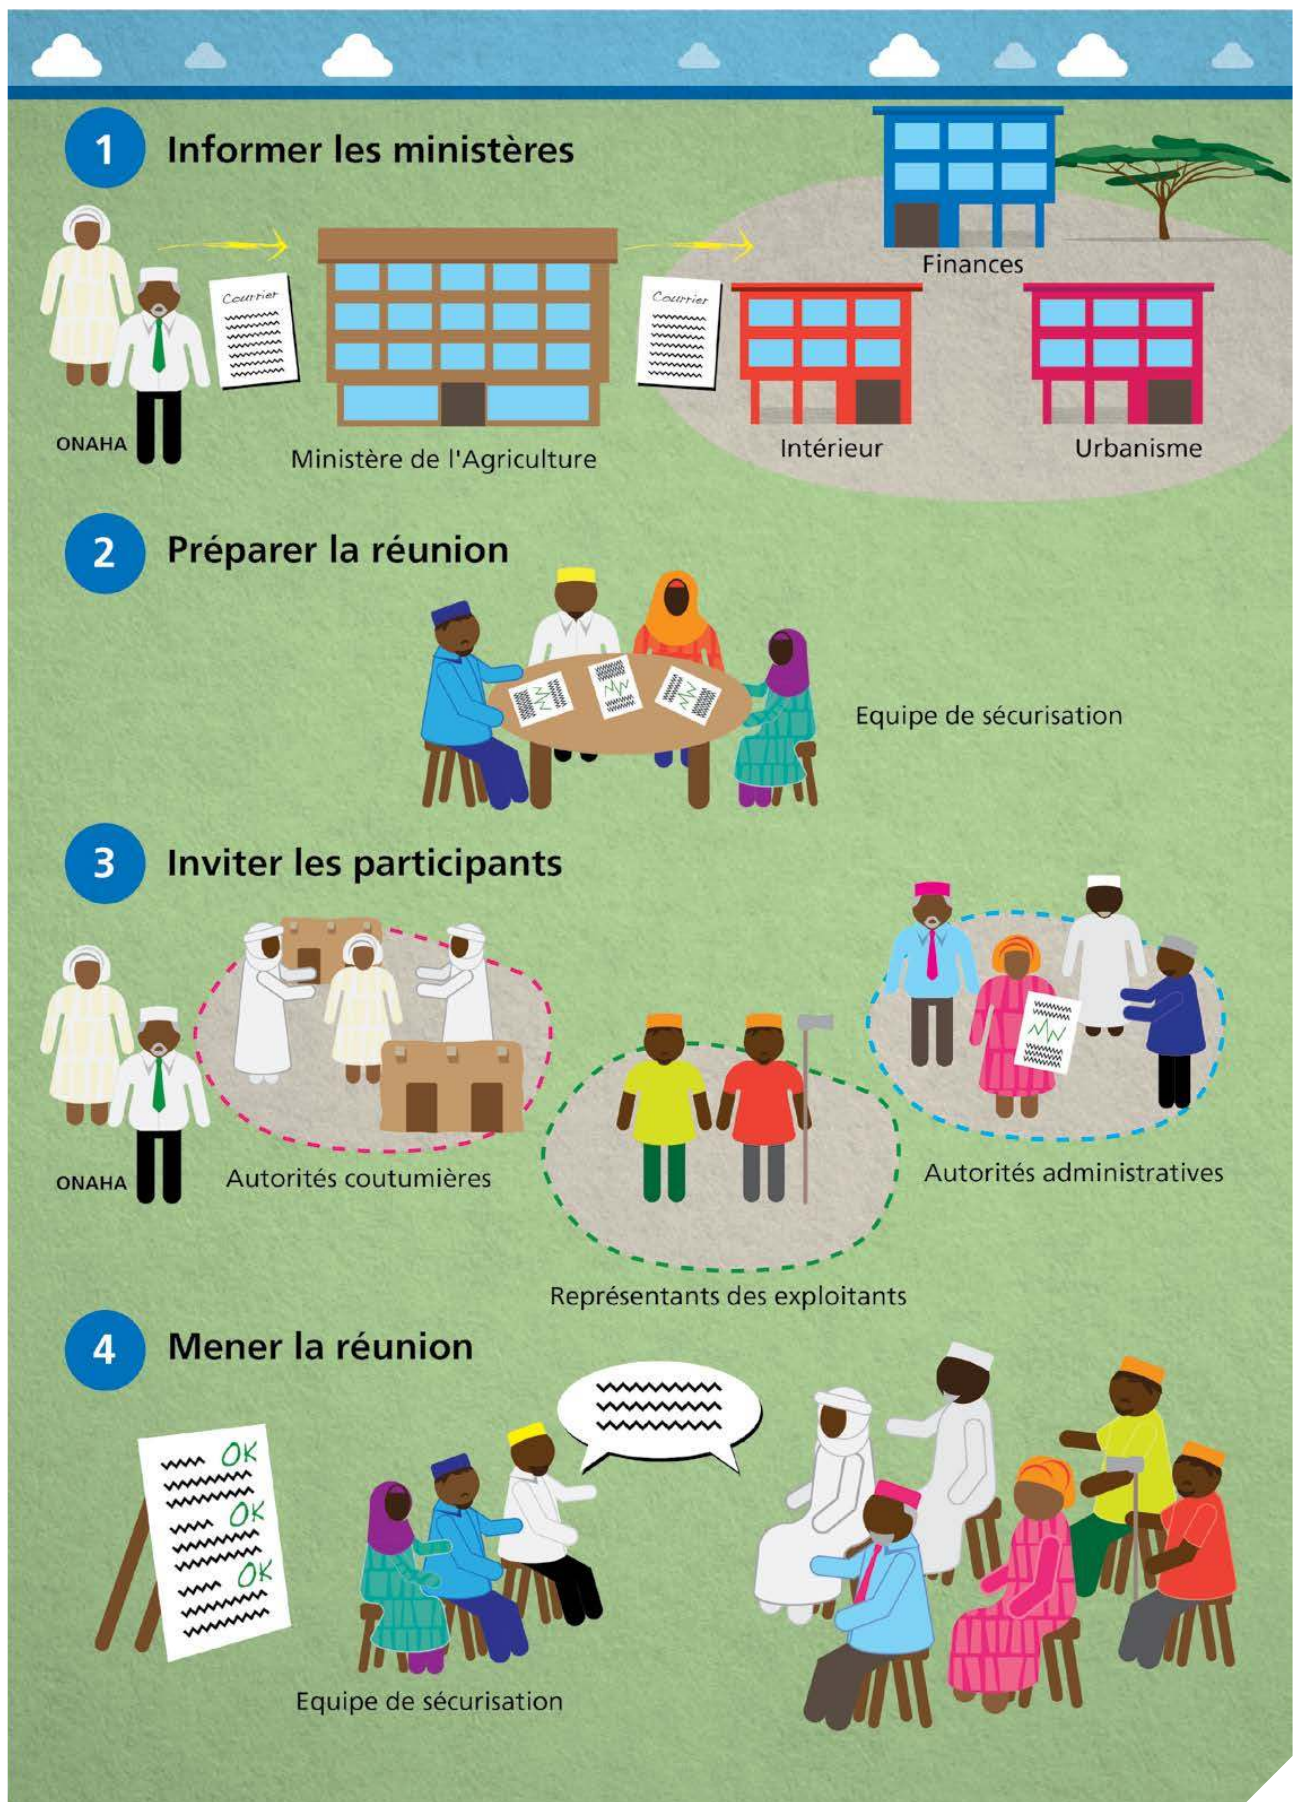 1 Informer les ministères
Finances
Courrier
Courrier
ONAHA
Ministère de l'Agriculture
Intérieur
Urbanisme
2 Préparer la réunion
Equipe de sécurisation
3 Inviter les participants
ONAHA
Autorités coutumières
Autorités administratives
Représentants des exploitants
4 Mener la réunion
OK
OK
OK
Equipe de sécurisation